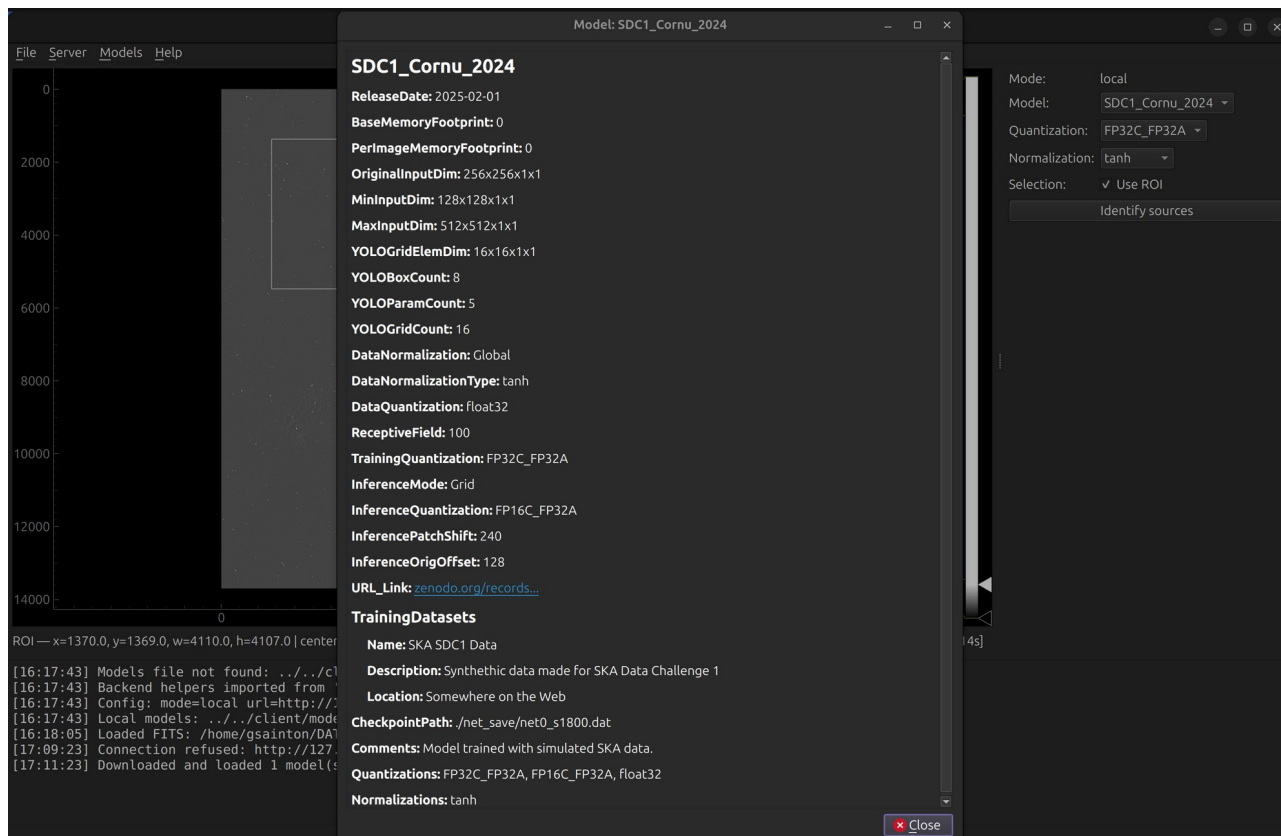 Model: SDC1_Cornu_2024
File Server Models Help
SDC1_Cornu_2024
ReleaseDate: 2025-02-01
BaseMemoryFootprint: 0
PerImageMemoryFootprint: 0
OriginalInputDim: 256x256x1x1
MinInputDim: 128x128x1x1
MaxInputDim: 512x512x1x1
YOLOGridElemDim: 16x16x1x1
YOLOBoxCount: 8
YOLOParamCount: 5
YOLOGridCount: 16
DataNormalization: Global
DataNormalizationType: tanh
DataQuantization: float32
ReceptiveField: 100
TrainingQuantization: FP32C_FP32A
InferenceMode: Grid
InferenceQuantization: FP16C_FP32A
InferencePatchShift: 240
InferenceOrigOffset: 128
URL_Link: zenodo.org/records...
TrainingDatasets
Name: SKA SDC1 Data
Description: Synthethic data made for SKA Data Challenge 1
Location: Somewhere on the Web
CheckpointPath: ./net_save/net0_s1800.dat
Comments: Model trained with simulated SKA data.
Quantizations: FP32C_FP32A, FP16C_FP32A, float32
Normalizations: tanh
Close
Mode: local
Model: SDC1_Cornu_2024
Quantization: FP32C_FP32A
Normalization: tanh
Selection: ✓ Use ROI
Identify sources
0
2000
4000
6000
8000
10000
12000
14000
0
ROI — x=1370.0, y=1369.0, w=4110.0, h=4107.0 | center
4s]
[16:17:43] Models file not found: ../../cl
[16:17:43] Backend helpers imported from '
[16:17:43] Config: mode=local url=http://1
[16:17:43] Local models: ../../client/mode
[16:18:05] Loaded FITS: /home/gsainton/DAT
[17:09:23] Connection refused: http://127.
[17:11:23] Downloaded and loaded 1 model(s